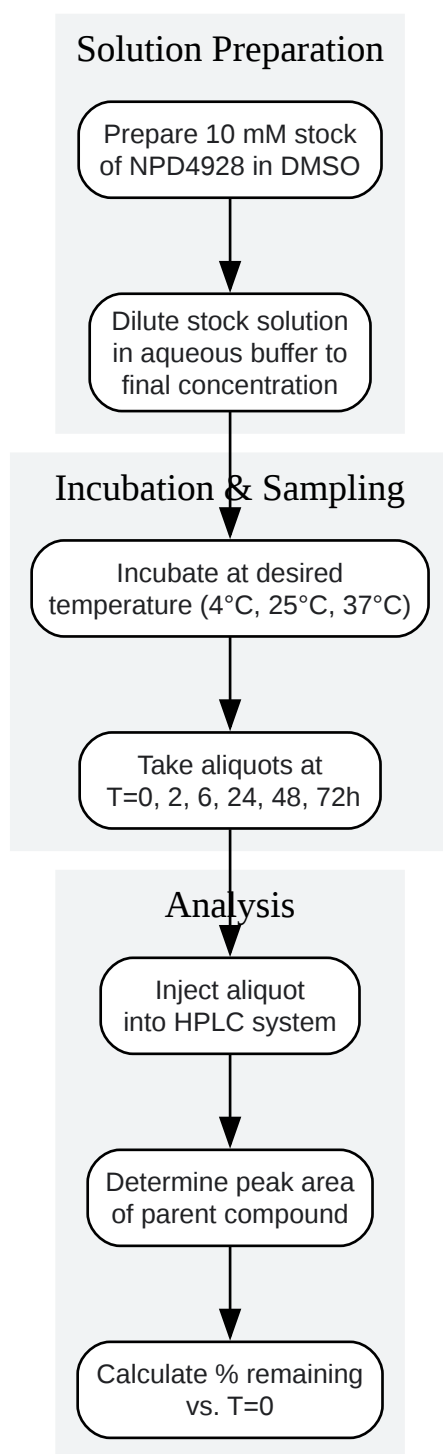 Solution Preparation
Prepare 10 mM stock
of NPD4928 in DMSO
Dilute stock solution
in aqueous buffer to
final concentration
Incubation & Sampling
Incubate at desired
temperature (4°C, 25°C, 37°C)
Take aliquots at
T=0, 2, 6, 24, 48, 72h
Analysis
Inject aliquot
into HPLC system
Determine peak area
of parent compound
Calculate % remaining
vs. T=0